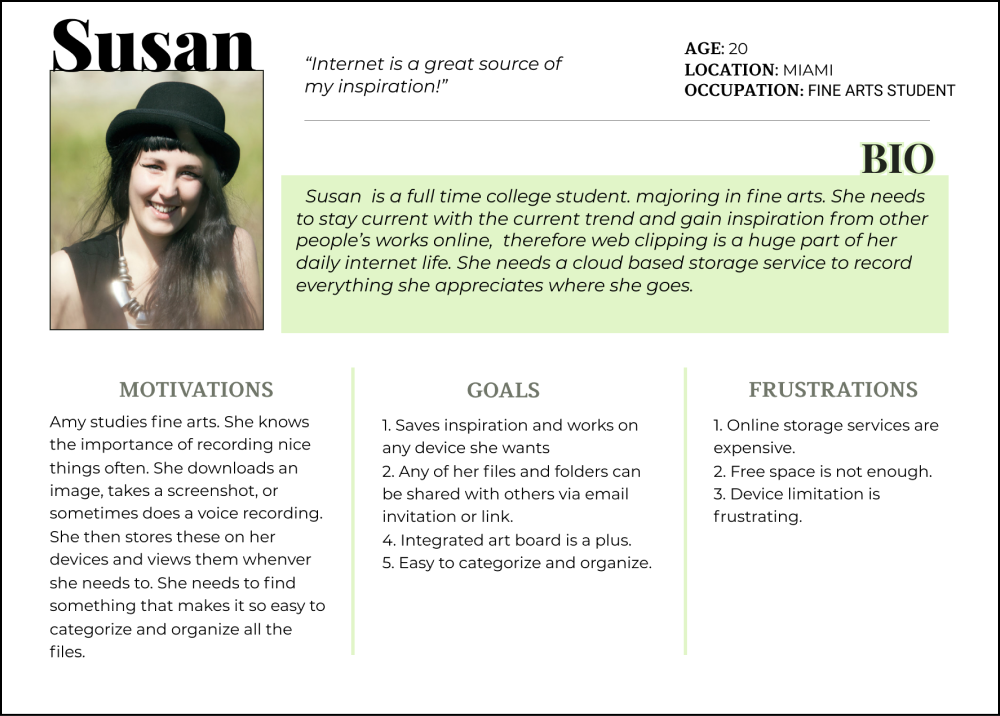 Susan
“Internet is a great source of
my inspiration!”
AGE: 20
LOCATION: MIAMI
OCCUPATION: FINE ARTS STUDENT
BIO
Susan  is a full time college student. majoring in fine arts. She needs
to stay current with the current trend and gain inspiration from other
people’s works online,  therefore web clipping is a huge part of her
daily internet life. She needs a cloud based storage service to record
everything she appreciates where she goes.
MOTIVATIONS
Amy studies fine arts. She knows
the importance of recording nice
things often. She downloads an
image, takes a screenshot, or
sometimes does a voice recording.
She then stores these on her
devices and views them whenver
she needs to. She needs to find
something that makes it so easy to
categorize and organize all the
files.
GOALS
1. Saves inspiration and works on
any device she wants
2. Any of her files and folders can
be shared with others via email
invitation or link.
4. Integrated art board is a plus.
5. Easy to categorize and organize.
FRUSTRATIONS
1. Online storage services are
expensive.
2. Free space is not enough.
3. Device limitation is
frustrating.